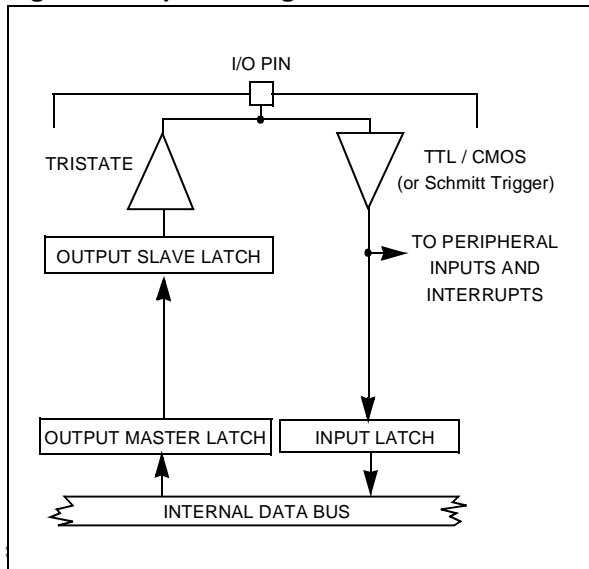 I/O PIN
TRISTATE
TTL / CMOS
(or Schmitt Trigger)
TO PERIPHERAL
INPUTS AND
INTERRUPTS
OUTPUT SLAVE LATCH
OUTPUT MASTER LATCH
INPUT LATCH
INTERNAL DATA BUS